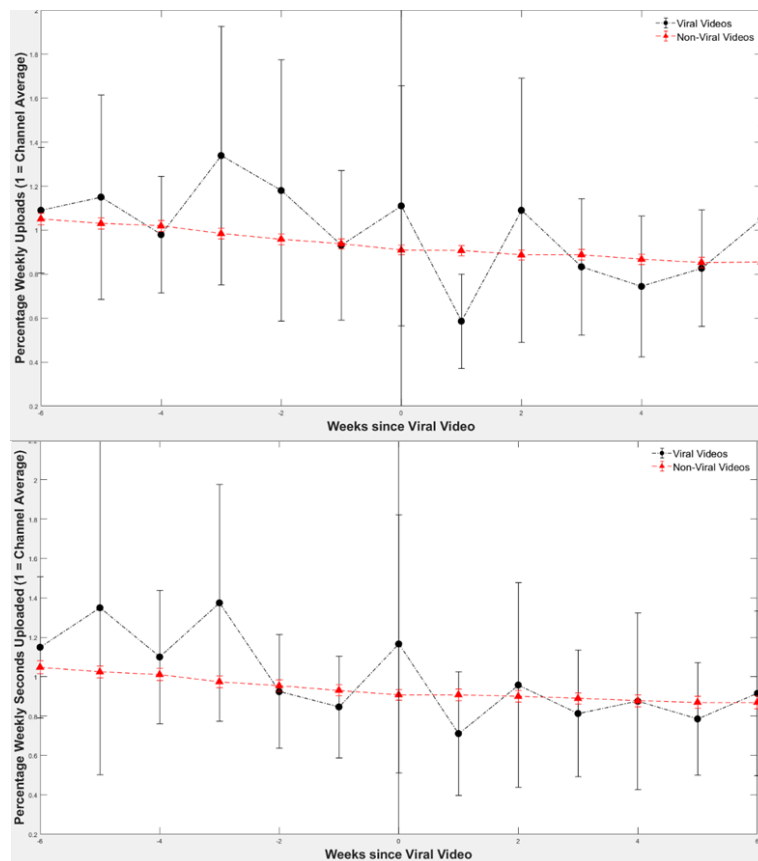 2
Viral Videos
Non-Viral Videos
1.8
1.6
1.4
1.2
1
0.8
0.6
0.4
0.2
Percentage Weekly Uploads (1 = Channel Average)
-6 -4 -2 0 2 4 6
Weeks since Viral Video
2.2
Viral Videos
Non-Viral Videos
2
1.8
1.6
1.4
1.2
1
0.8
0.6
0.4
0.2
Percentage Weekly Seconds Uploaded (1 = Channel Average)
-6 -4 -2 0 2 4 6
Weeks since Viral Video